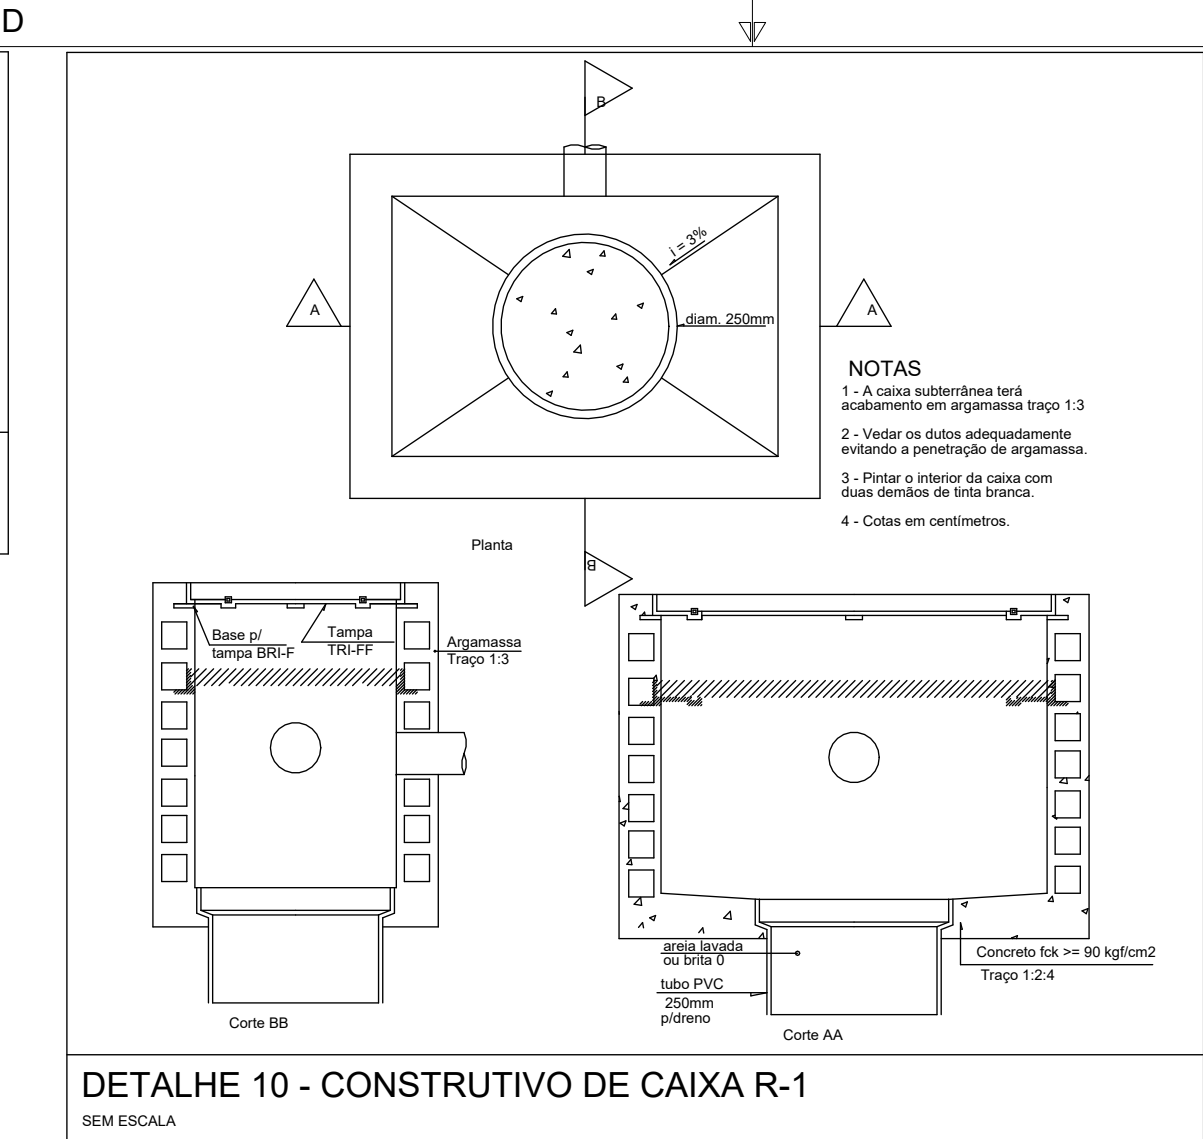 D
B
i = 3%
A
A
diam. 250mm
NOTAS
1 - A caixa subterrânea terá
acabamento em argamassa traço 1:3
2 - Vedar os dutos adequadamente
evitando a penetração de argamassa.
3 - Pintar o interior da caixa com
duas demãos de tinta branca.
4 - Cotas em centímetros.
Planta
B
Base p/
tampa BRI-F
Tampa
TRI-FF
Argamassa
Traço 1:3
areia lavada
ou brita 0
tubo PVC
250mm
p/dreno
Concreto fck >= 90 kgf/cm2
Traço 1:2:4
Corte BB
Corte AA
DETALHE 10 - CONSTRUTIVO DE CAIXA R-1
SEM ESCALA